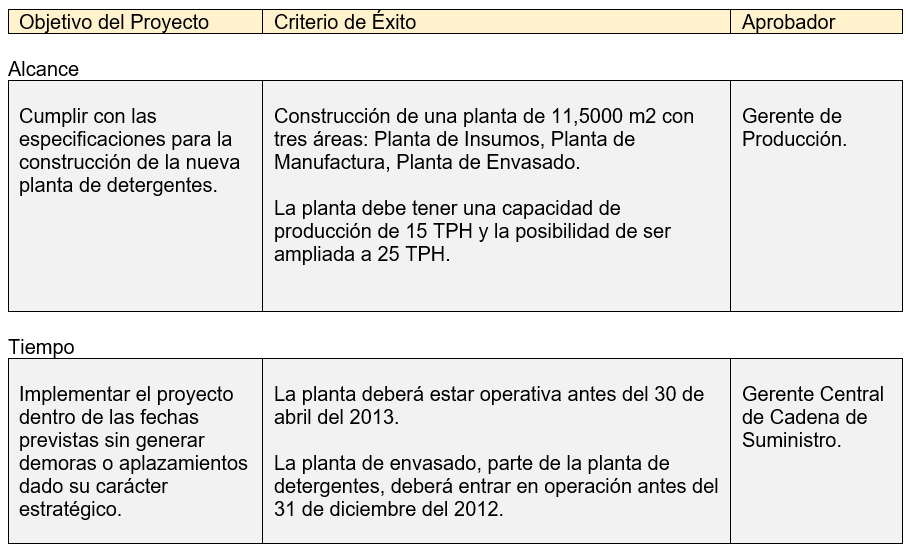 Objetivo del Proyecto
Criterio de Éxito
Aprobador
Alcance
Cumplir con las
especificaciones para la
construcción de la nueva
planta de detergentes.
Construcción de una planta de 11,5000 m2 con
tres áreas: Planta de Insumos, Planta de
Manufactura, Planta de Envasado.
La planta debe tener una capacidad de
producción de 15 TPH y la posibilidad de ser
ampliada a 25 TPH.
Gerente de
Producción.
Tiempo
Implementar el proyecto
dentro de las fechas
previstas sin generar
demoras o aplazamientos
dado su carácter
estratégico.
La planta deberá estar operativa antes del 30 de
abril del 2013.
La planta de envasado, parte de la planta de
detergentes, deberá entrar en operación antes del
31 de diciembre del 2012.
Gerente Central
de Cadena de
Suministro.